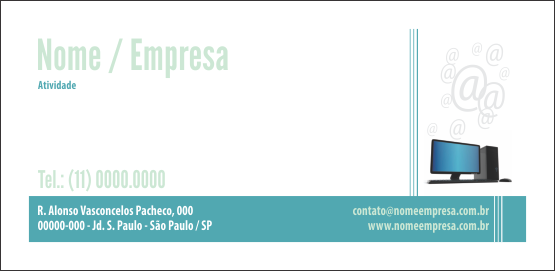 Nome / Empresa
Atividade
Tel.: (11) 0000.0000
R. Alonso Vasconcelos Pacheco, 000
00000-000 - Jd. S. Paulo - São Paulo / SP
contato@nomeempresa.com.br
www.nomeempresa.com.br